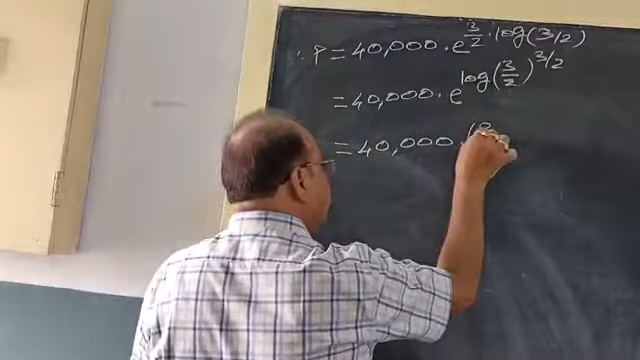 ∴ P = 40,000 · e^{3/2 · log(3/2)}
= 40,000 · e^{log(3/2)^{3/2}}
= 40,000 · (